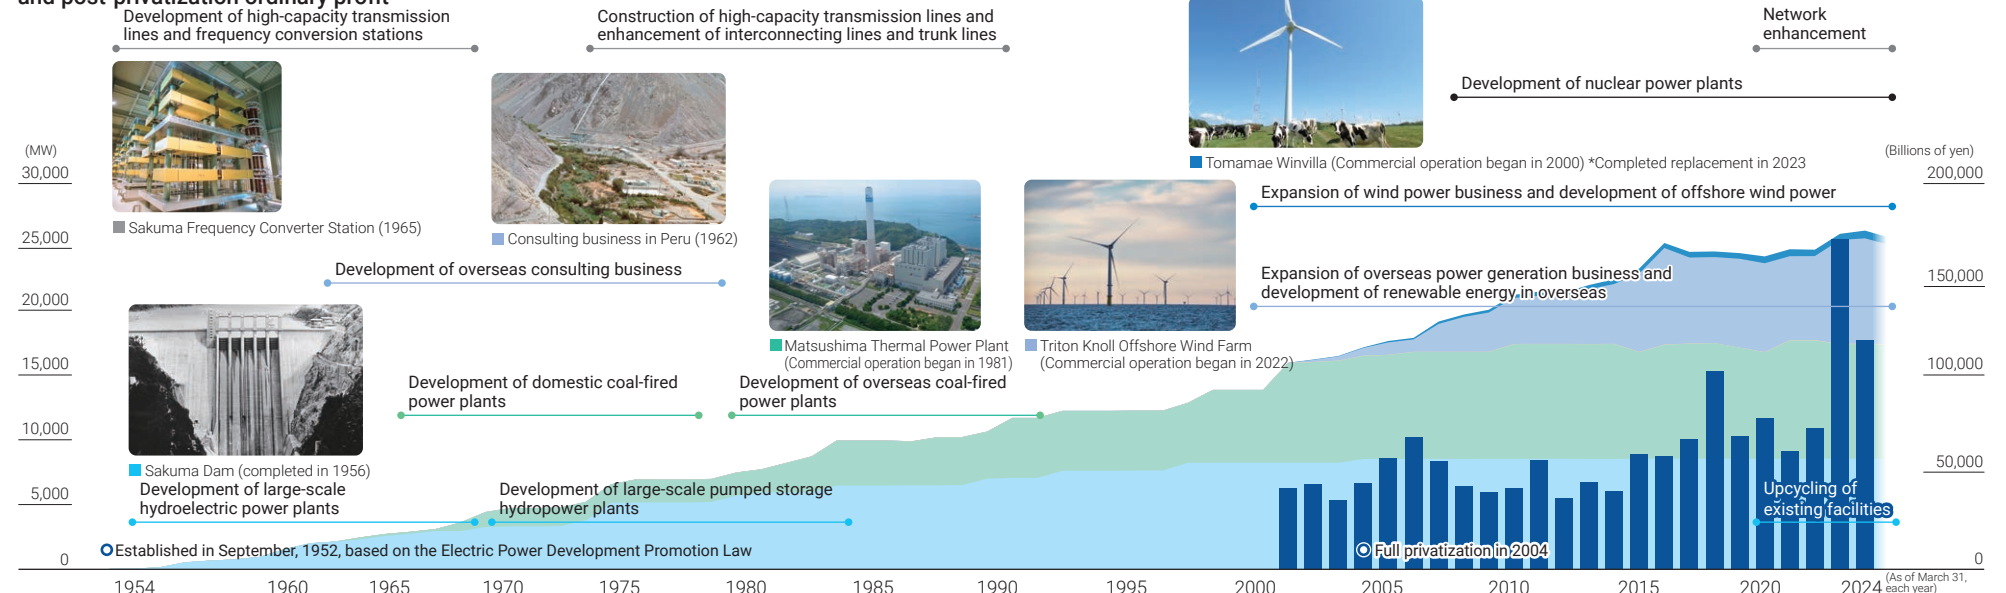 and post-privatization ordinary profit
Development of high-capacity transmission
lines and frequency conversion stations
Construction of high-capacity transmission lines and
enhancement of interconnecting lines and trunk lines
Network
enhancement
Development of nuclear power plants
Tomamae Winvilla (Commercial operation began in 2000) *Completed replacement in 2023
(MW)
(Billions of yen)
30,000
200,000
Expansion of wind power business and development of offshore wind power
Sakuma Frequency Converter Station (1965)
Consulting business in Peru (1962)
25,000
Development of overseas consulting business
Expansion of overseas power generation business and
development of renewable energy in overseas
150,000
20,000
Matsushima Thermal Power Plant
(Commercial operation began in 1981)
Triton Knoll Offshore Wind Farm
(Commercial operation began in 2022)
15,000
100,000
Development of domestic coal-fired
power plants
Development of overseas coal-fired
power plants
10,000
50,000
Sakuma Dam (completed in 1956)
Development of large-scale
hydroelectric power plants
Development of large-scale pumped storage
hydropower plants
Upcycling of
existing facilities
5,000
Established in September, 1952, based on the Electric Power Development Promotion Law
Full privatization in 2004
0
0
1954 1960 1965 1970 1975 1980 1985 1990 1995 2000 2005 2010 2015 2020 2024
(As of March 31,
each year)